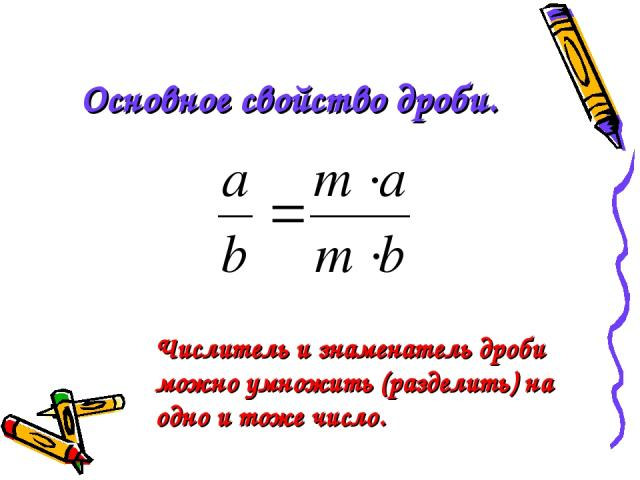 Основное свойство дроби.
a/b = m·a/m·b
Числитель и знаменатель дроби
можно умножить (разделить) на
одно и тоже число.